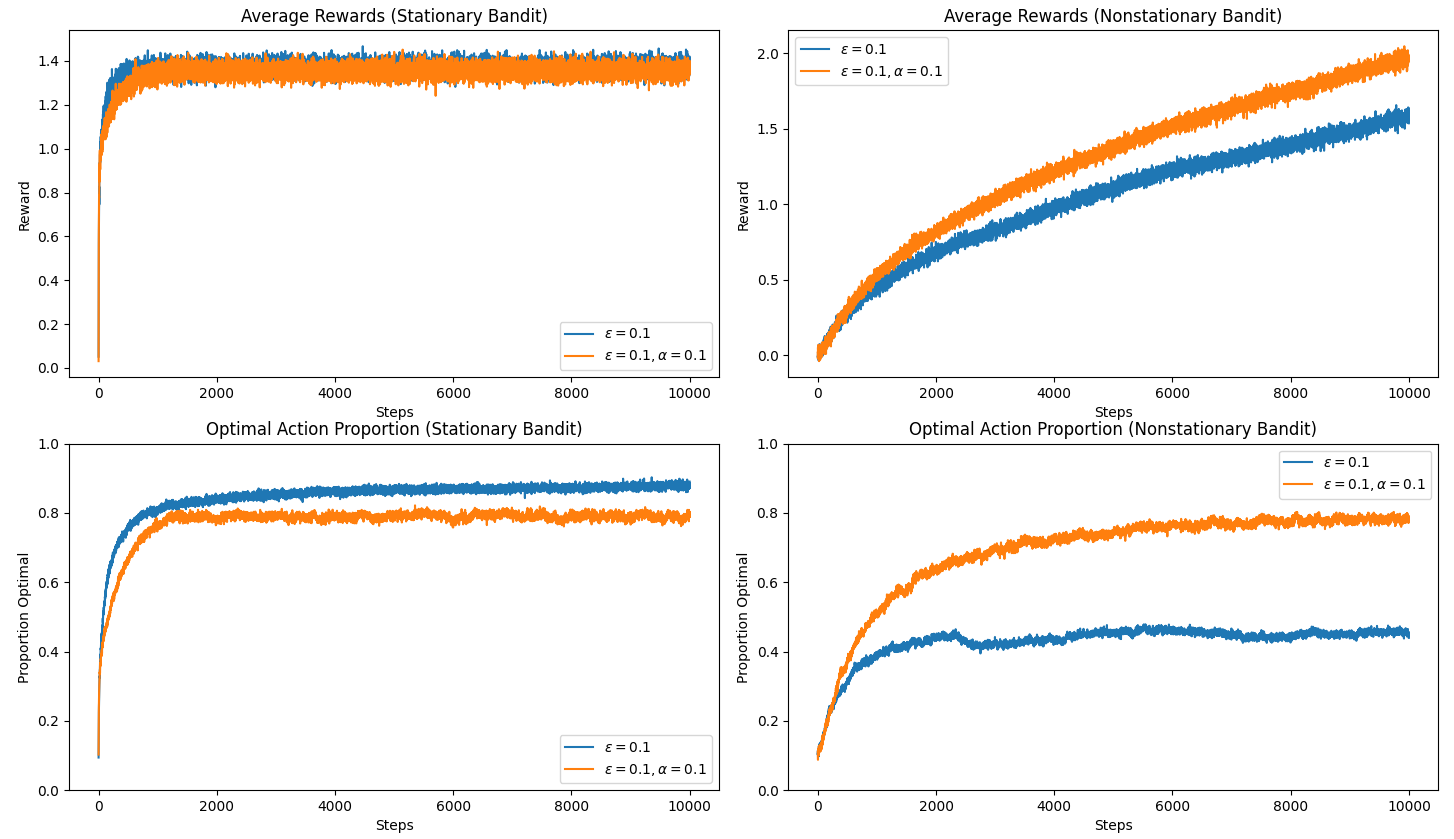 Average Rewards (Stationary Bandit)
Reward
1.4
1.2
1.0
0.8
0.6
0.4
0.2
0.0
ε = 0.1
ε = 0.1, α = 0.1
0 2000 4000 6000 8000 10000
Steps
Average Rewards (Nonstationary Bandit)
Reward
2.0
1.5
1.0
0.5
0.0
ε = 0.1
ε = 0.1, α = 0.1
0 2000 4000 6000 8000 10000
Steps
Optimal Action Proportion (Stationary Bandit)
Proportion Optimal
1.0
0.8
0.6
0.4
0.2
0.0
ε = 0.1
ε = 0.1, α = 0.1
0 2000 4000 6000 8000 10000
Steps
Optimal Action Proportion (Nonstationary Bandit)
Proportion Optimal
1.0
0.8
0.6
0.4
0.2
0.0
ε = 0.1
ε = 0.1, α = 0.1
0 2000 4000 6000 8000 10000
Steps